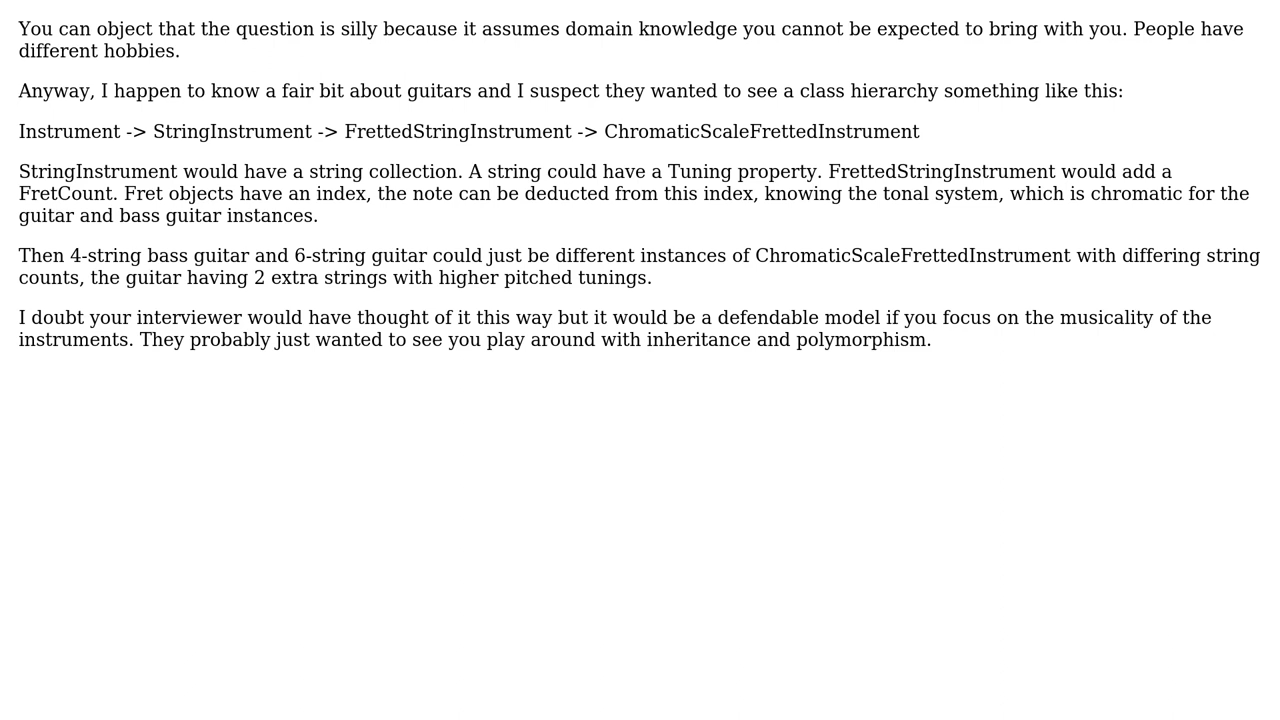 You can object that the question is silly because it assumes domain knowledge you cannot be expected to bring with you. People have
different hobbies.
Anyway, I happen to know a fair bit about guitars and I suspect they wanted to see a class hierarchy something like this:
Instrument -> StringInstrument -> FrettedStringInstrument -> ChromaticScaleFrettedInstrument
StringInstrument would have a string collection. A string could have a Tuning property. FrettedStringInstrument would add a
FretCount. Fret objects have an index, the note can be deducted from this index, knowing the tonal system, which is chromatic for the
guitar and bass guitar instances.
Then 4-string bass guitar and 6-string guitar could just be different instances of ChromaticScaleFrettedInstrument with differing string
counts, the guitar having 2 extra strings with higher pitched tunings.
I doubt your interviewer would have thought of it this way but it would be a defendable model if you focus on the musicality of the
instruments. They probably just wanted to see you play around with inheritance and polymorphism.